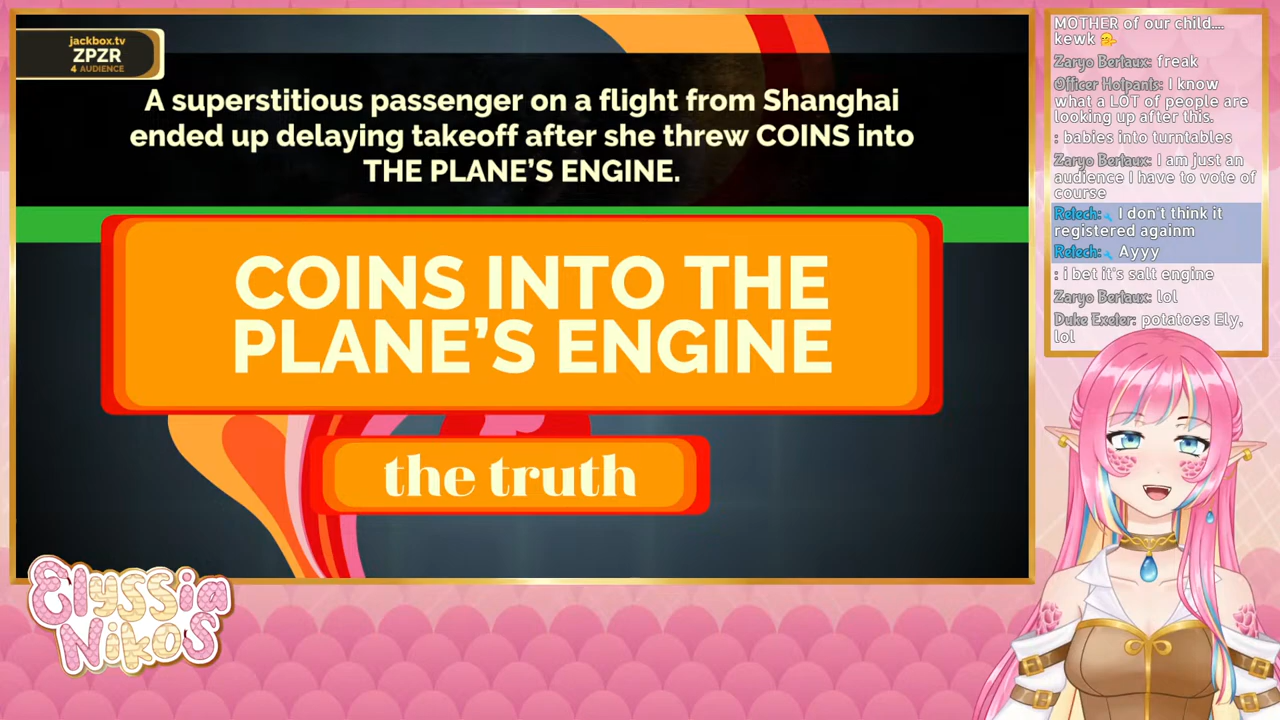 jackbox.tv
ZPZR
4 AUDIENCE
A superstitious passenger on a flight from Shanghai
ended up delaying takeoff after she threw COINS into
THE PLANE'S ENGINE.
COINS INTO THE
PLANE'S ENGINE
the truth
MOTHER of our child....
kewk
Zaryo Berlaux: freak
Officer Holpanis: I know
what a LOT of people are
looking up after this.
: babies into turntables
Zaryo Berlaux: I am just an
audience I have to vote of
course
Relech: I don't think it
registered againm
Relech: Ayyy
: i bet it's salt engine
Zaryo Berlaux: lol
Duke Exeler: potatoes Ely,
lol
Elyssia
Nikos